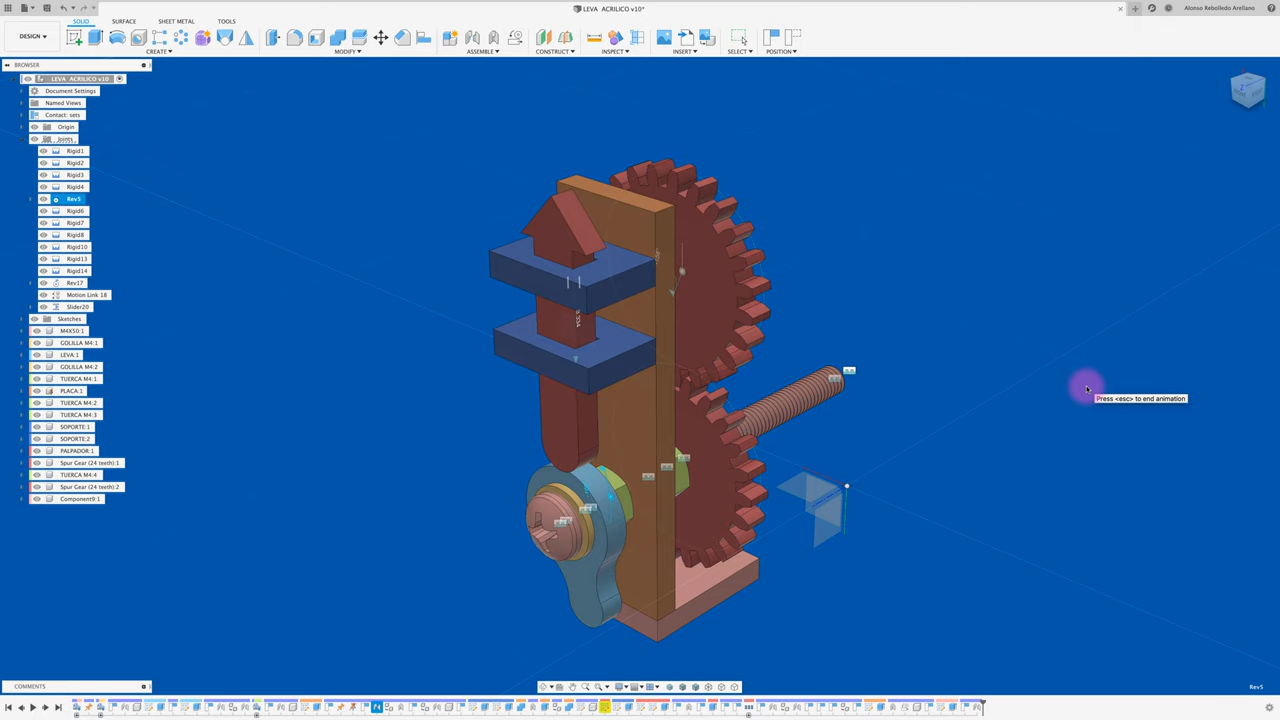 LEVA ACRILICO v10*
Alonso Rebolledo Arellano
SOLID
SURFACE
SHEET METAL
TOOLS
DESIGN
CREATE
MODIFY
ASSEMBLE
CONSTRUCT
INSPECT
INSERT
SELECT
POSITION
BROWSER
LEVA ACRILICO v10
Document Settings
Named Views
Contact: sets
Origin
Joints
Rigid1
Rigid2
Rigid3
Rigid4
Rev5
Rigid6
Rigid7
Rigid8
Rigid10
Rigid13
Rigid14
Rev17
Motion Link 18
Slider20
Sketches
M4X50:1
GOLILLA M4:1
LEVA:1
GOLILLA M4:2
TUERCA M4:1
PLACA:1
TUERCA M4:2
TUERCA M4:3
SOPORTE:1
SOPORTE:2
PALPADOR:1
Spur Gear (24 teeth):1
TUERCA M4:4
Spur Gear (24 teeth):2
Component9:1
Press <esc> to end animation
COMMENTS
Rev5